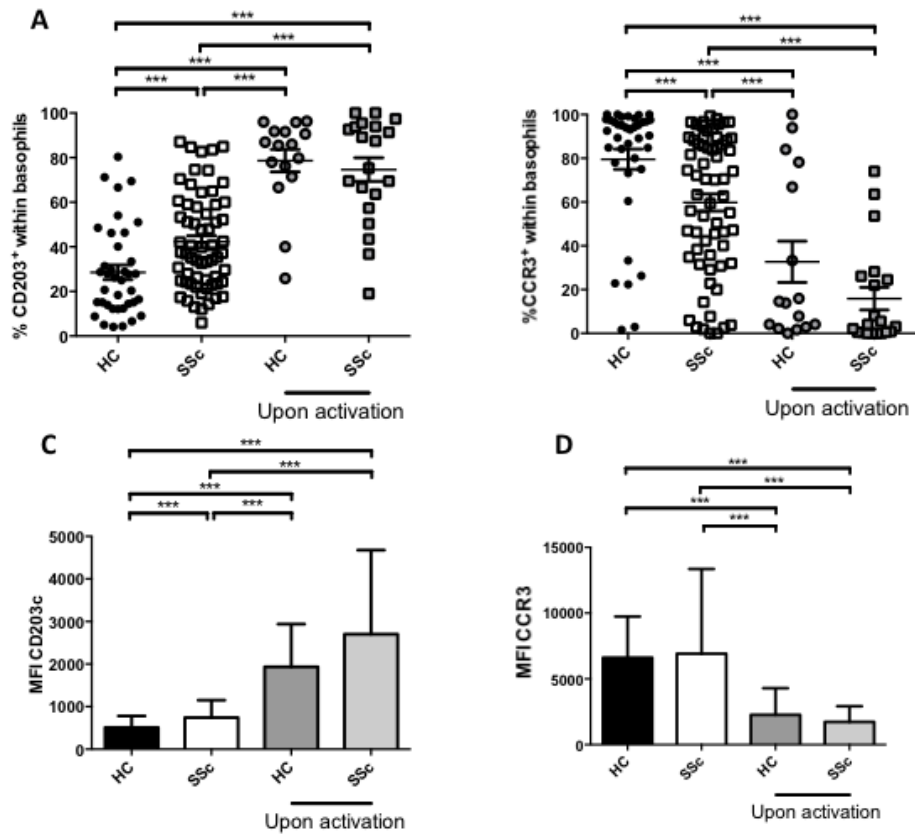 A
***
***
***
***
***
% CD203⁺ within basophils
100
80
60
40
20
0
HC
SSc
HC
SSc
Upon activation
***
***
***
***
***
%CCR3⁺ within basophils
100
80
60
40
20
0
HC
SSc
HC
SSc
Upon activation
C
***
***
***
***
***
MFI CD203c
5000
4000
3000
2000
1000
0
HC
SSc
HC
SSc
Upon activation
D
***
***
***
***
MFI CCR3
15000
10000
5000
0
HC
SSc
HC
SSc
Upon activation